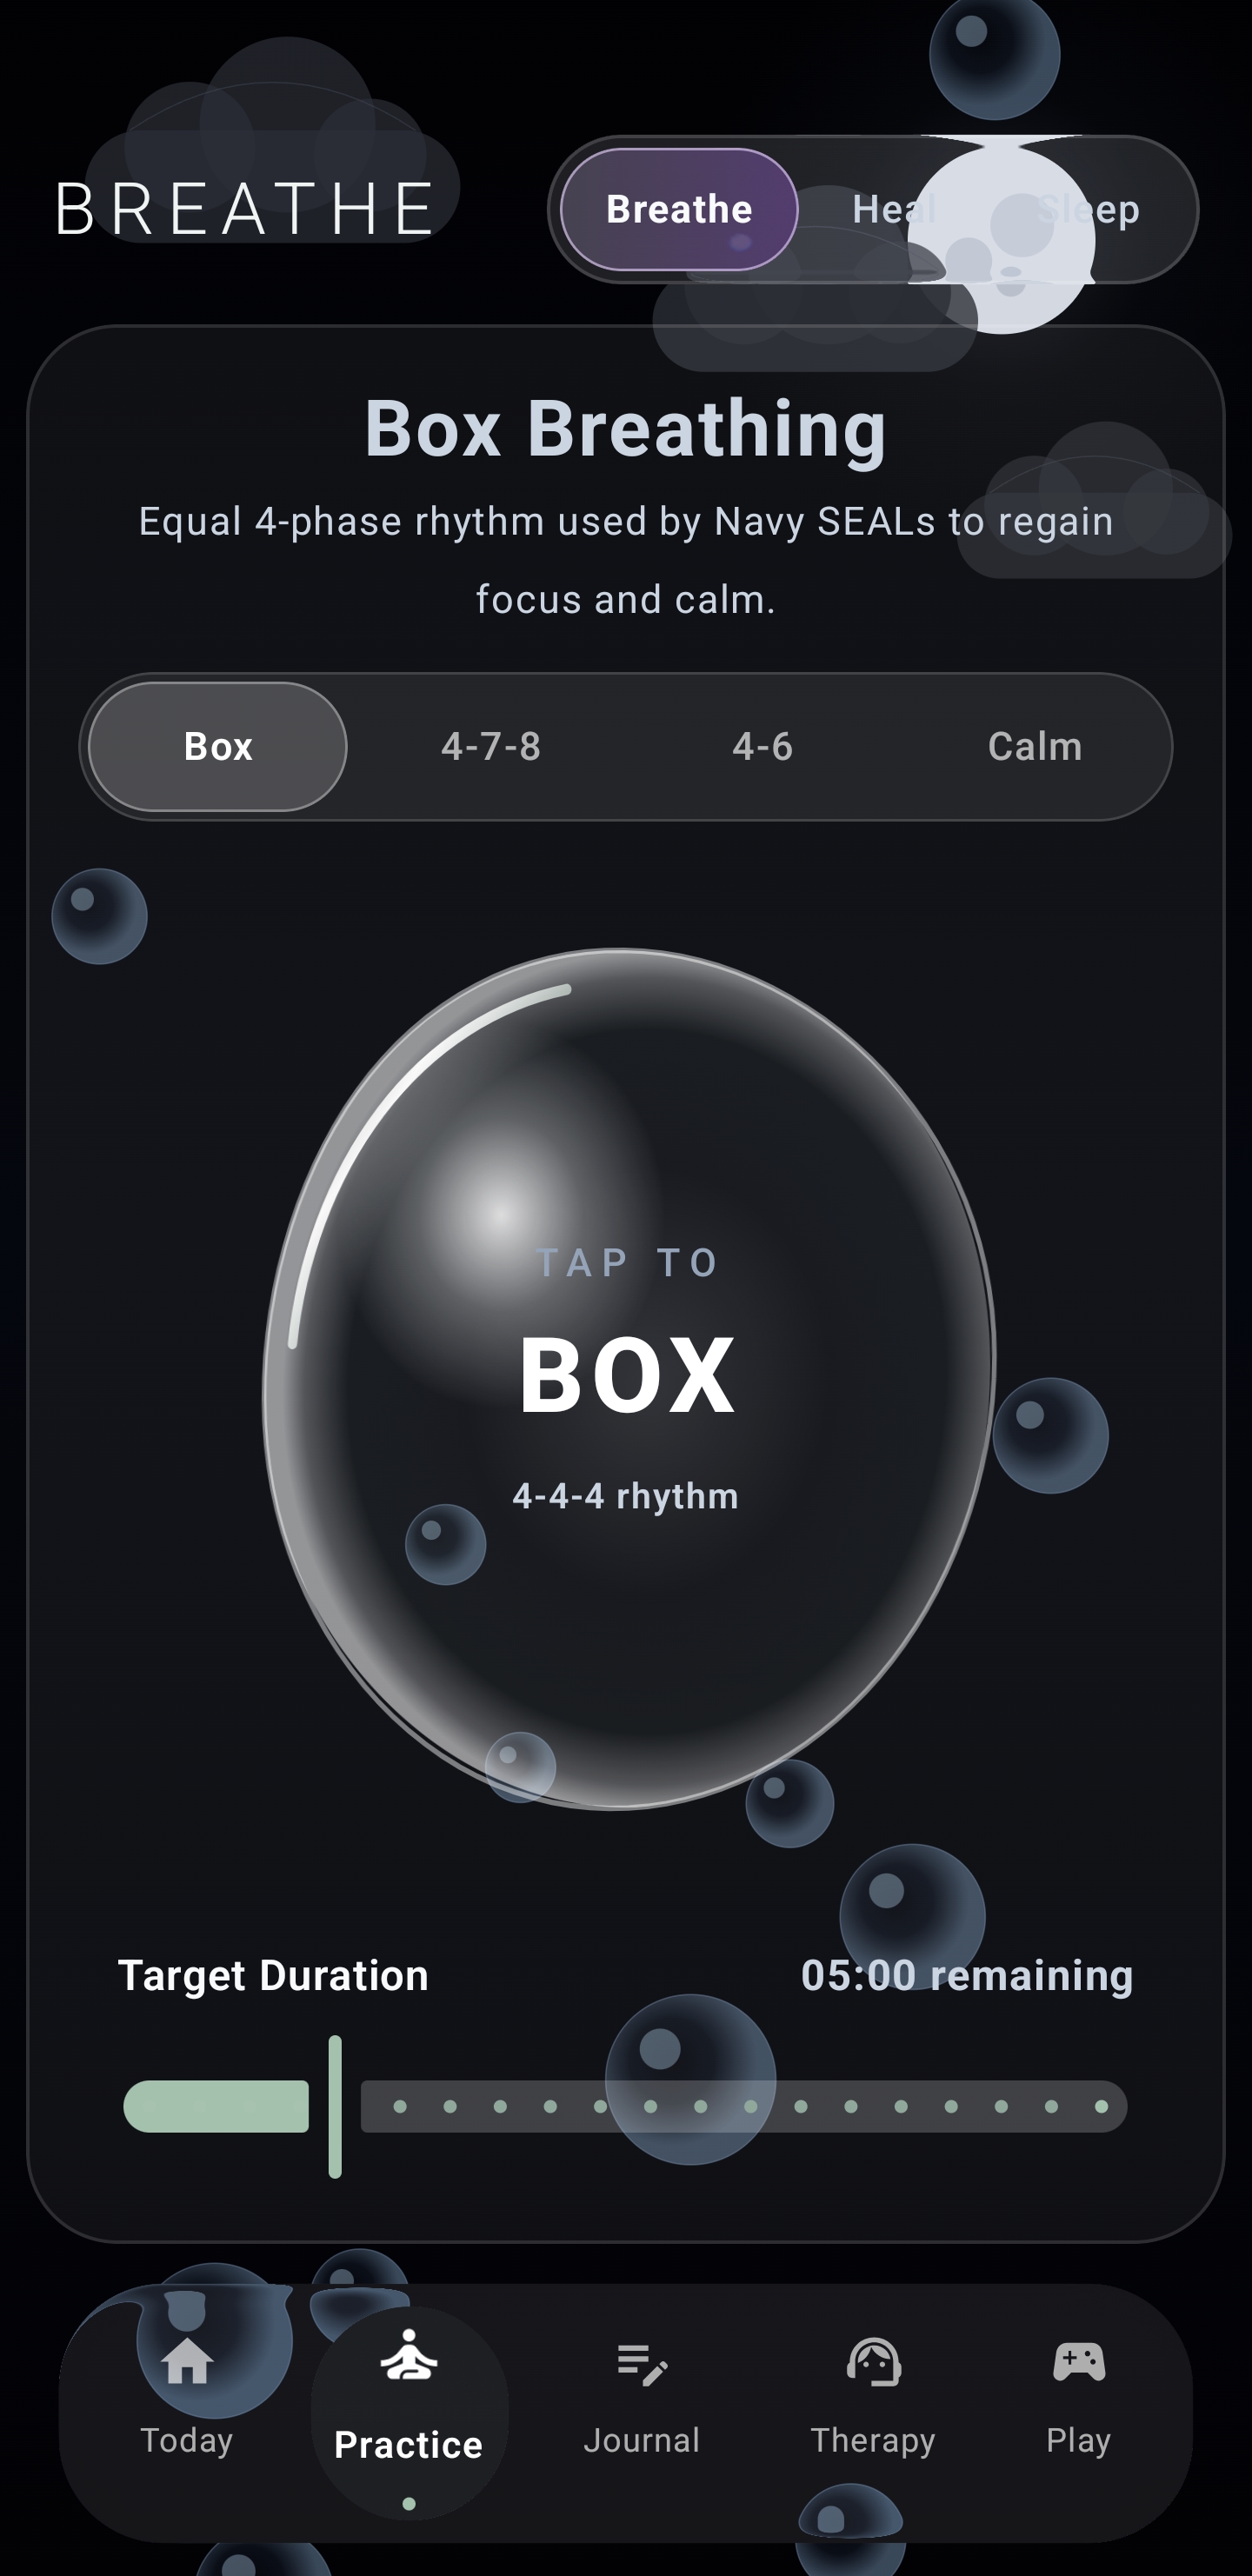 BREATHE
Breathe Heal Sleep
Box Breathing
Equal 4-phase rhythm used by Navy SEALs to regain
focus and calm.
Box 4-7-8 4-6 Calm
TAP TO
BOX
4-4-4 rhythm
Target Duration 05:00 remaining
Today Practice Journal Therapy Play